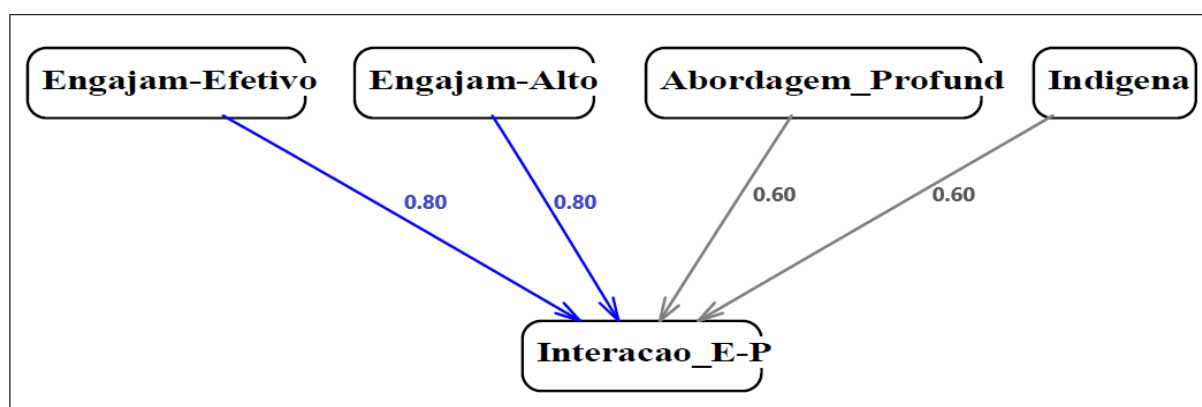 Engajam-Efetivo Engajam-Alto Abordagem_Profund Indigena
0.80 0.80 0.60 0.60
Interacao_E-P